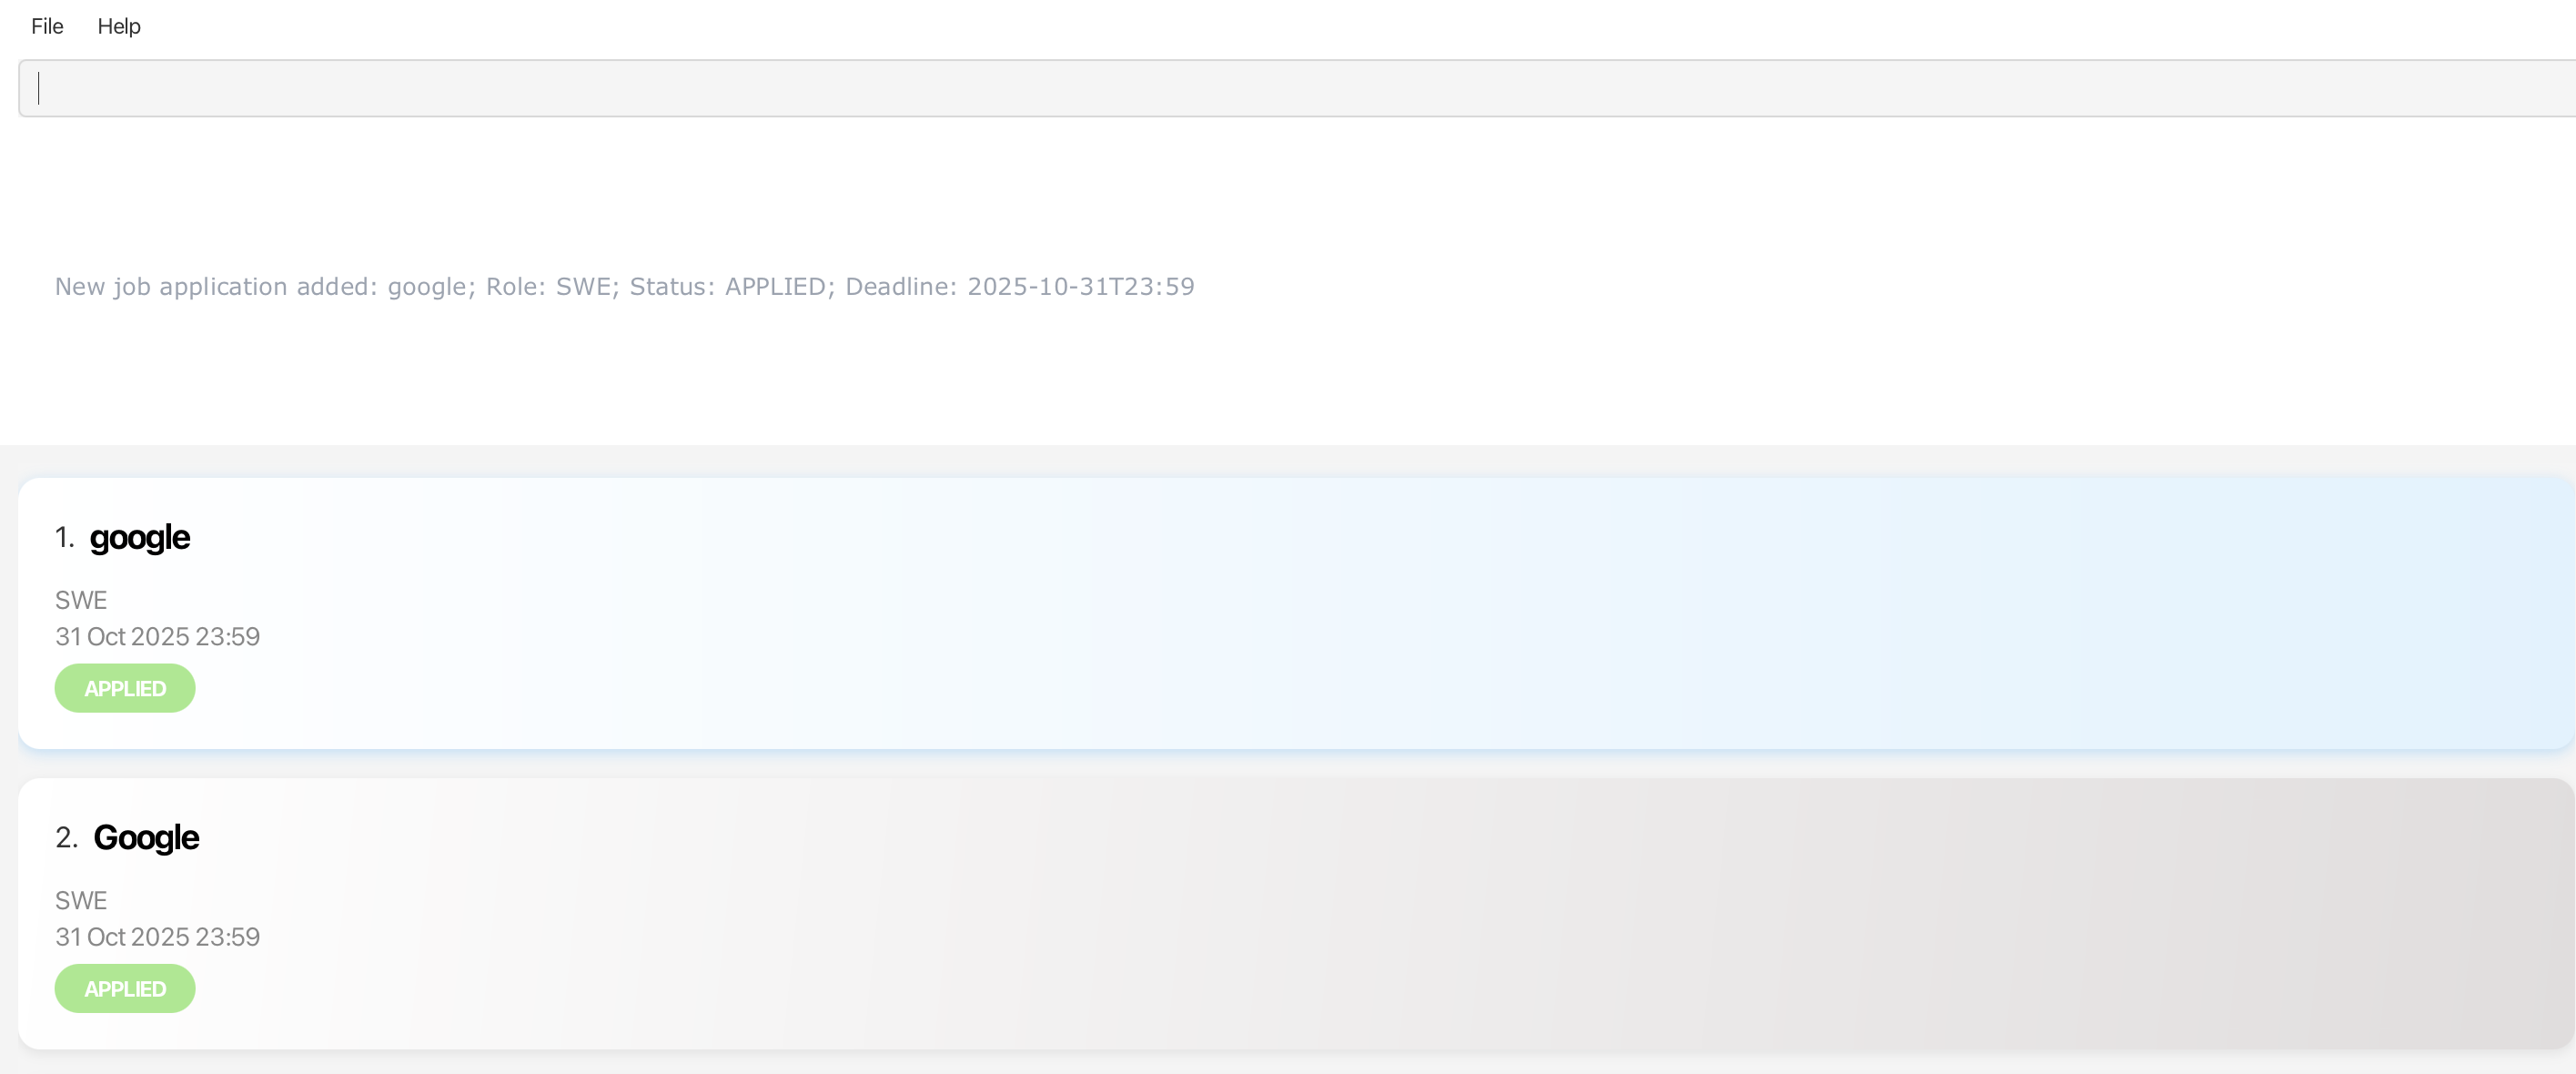 File Help
New job application added: google; Role: SWE; Status: APPLIED; Deadline: 2025-10-31T23:59
1. google
SWE
31 Oct 2025 23:59
APPLIED
2. Google
SWE
31 Oct 2025 23:59
APPLIED